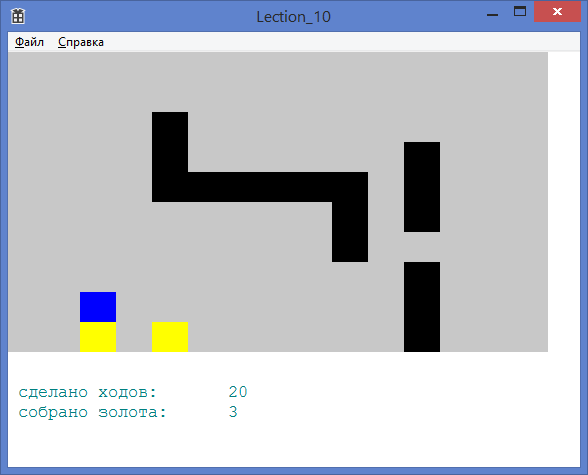 Lection_10
Файл Справка
сделано ходов: 20
собрано золота: 3